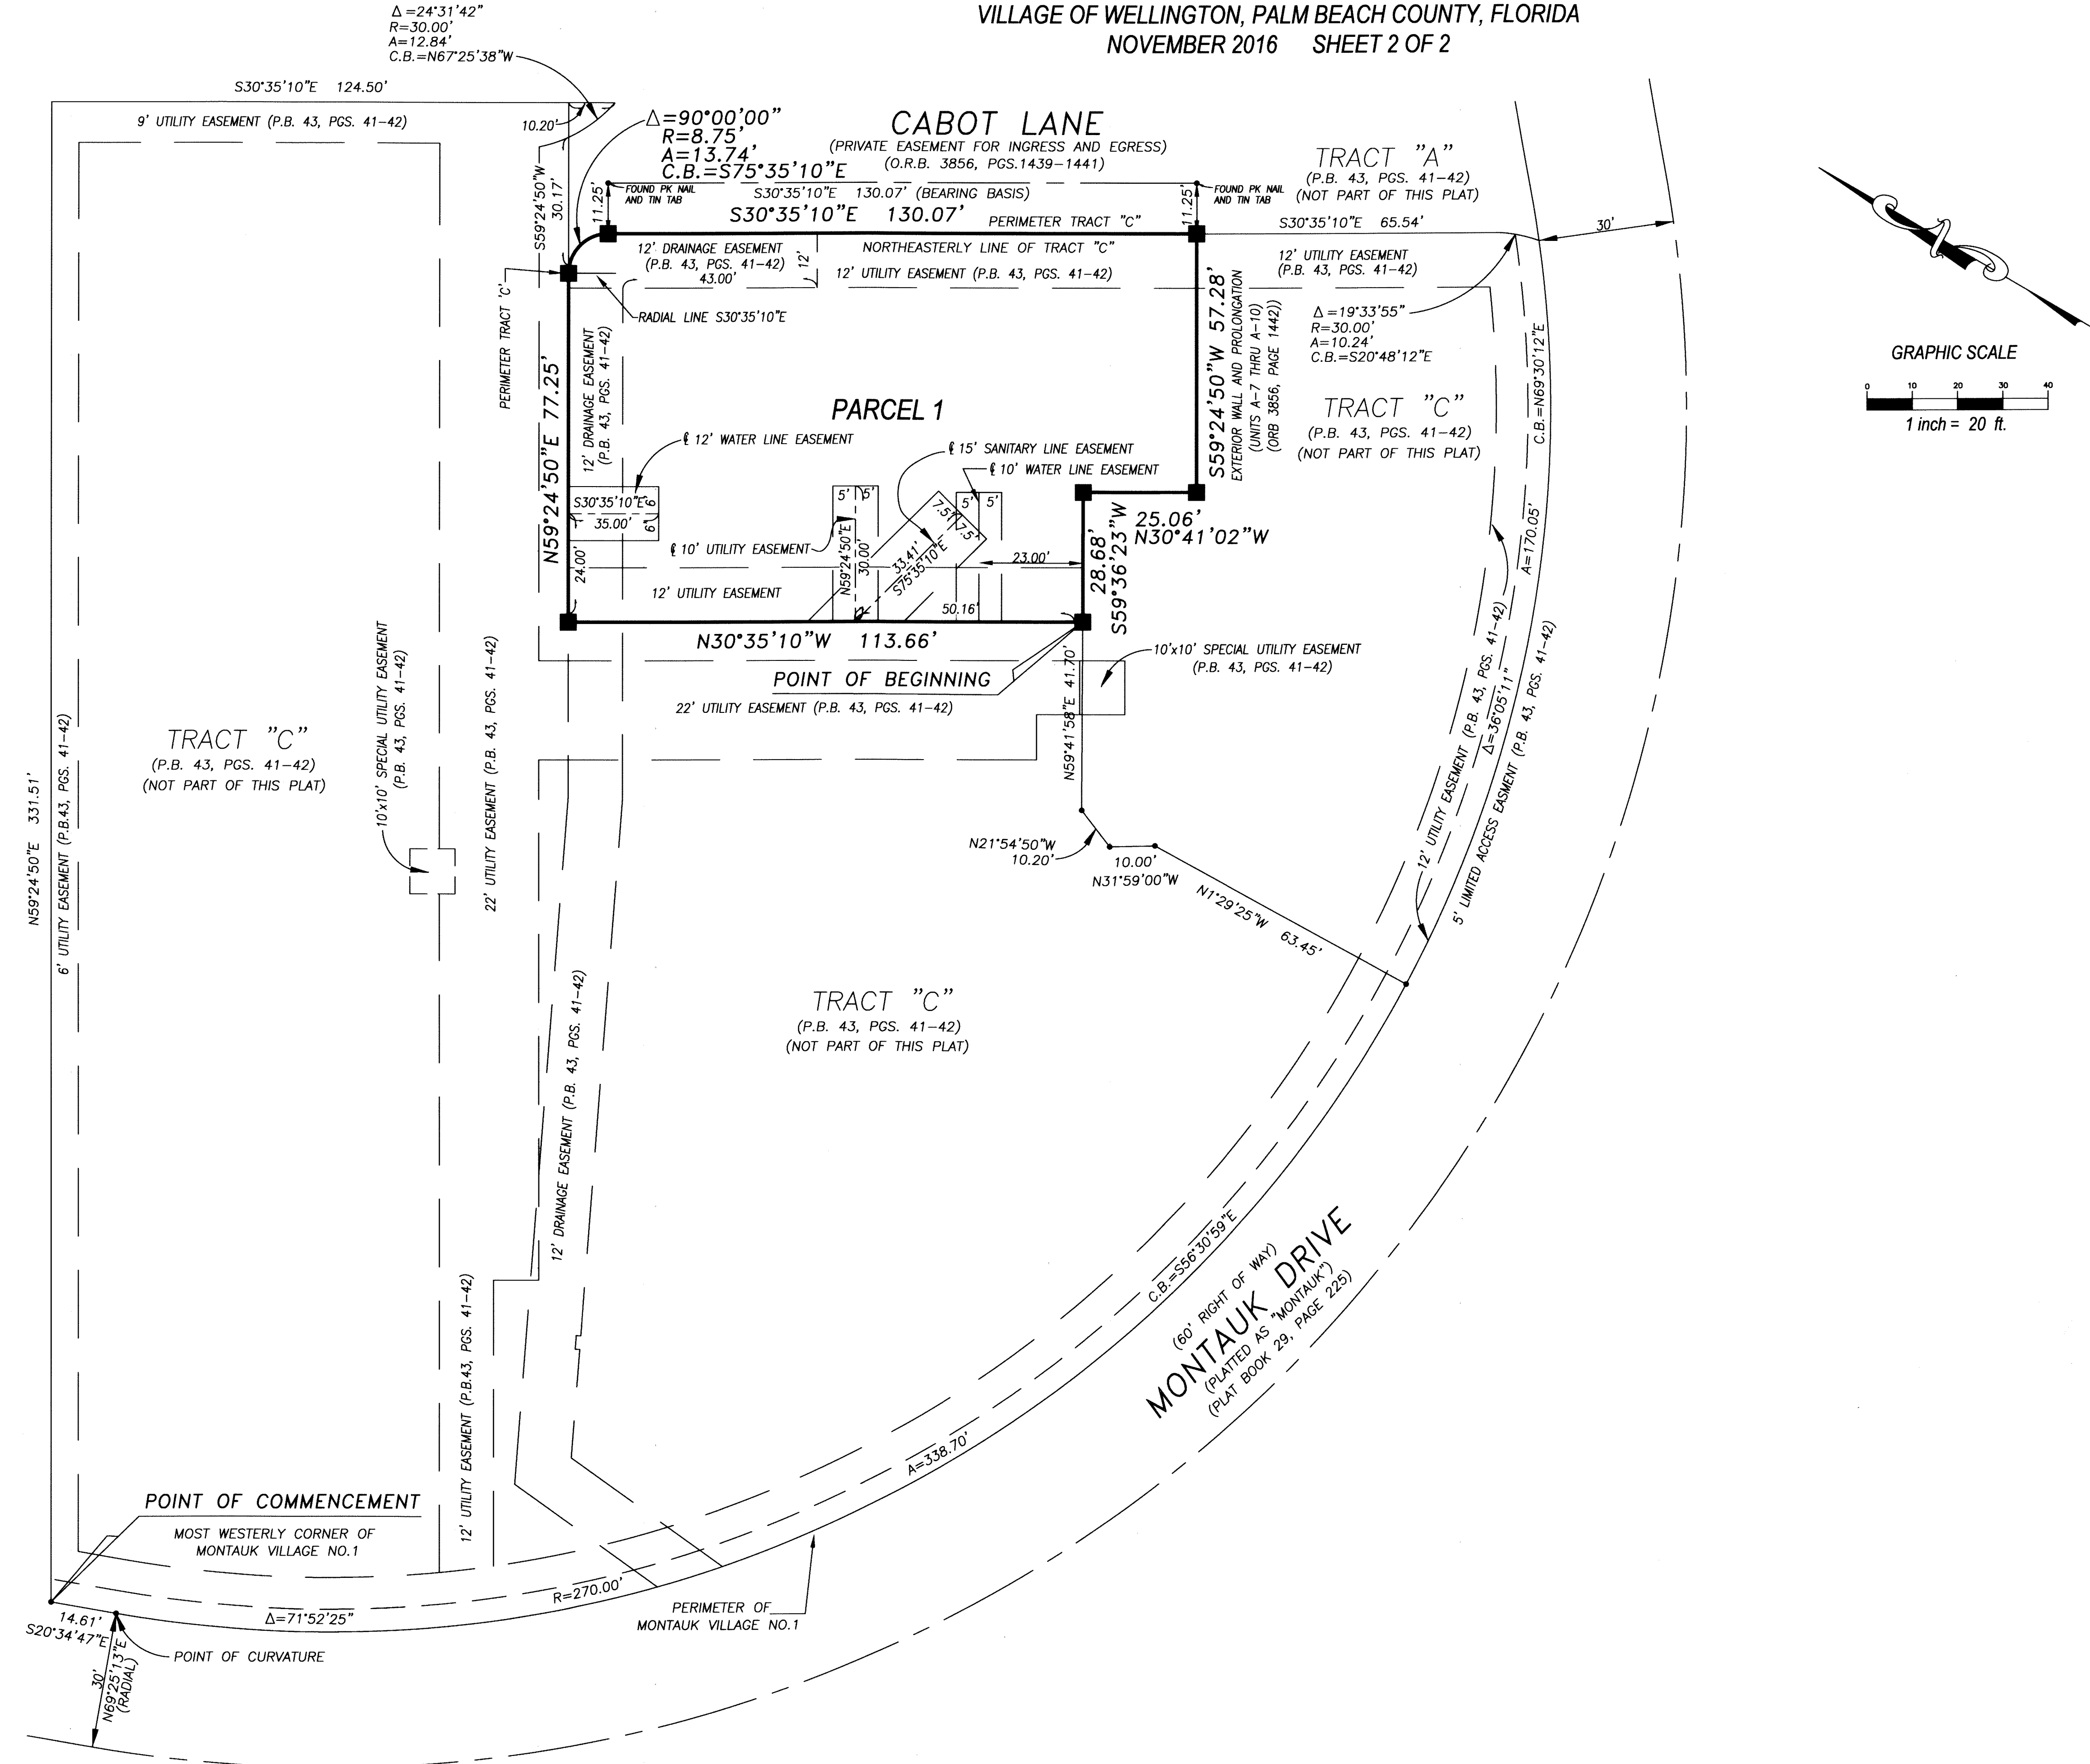 VILLAGE OF WELLINGTON, PALM BEACH COUNTY, FLORIDA
NOVEMBER 2016 SHEET 2 OF 2
Δ=24°31'42"
R=30.00'
A=12.84'
C.B.=N67°25'38"W
S30°35'10"E 124.50'
9' UTILITY EASEMENT (P.B. 43, PGS. 41-42)
10.20'
S59°24'50"W
30.17'
Δ=90°00'00"
R=8.75'
A=13.74'
C.B.=S75°35'10"E
CABOT LANE
(PRIVATE EASEMENT FOR INGRESS AND EGRESS)
(O.R.B. 3856, PGS.1439-1441)
11.25'
FOUND PK NAIL
AND TIN TAB
S30°35'10"E 130.07' (BEARING BASIS)
S30°35'10"E 130.07'
PERIMETER TRACT "C"
11.25'
FOUND PK NAIL
AND TIN TAB
TRACT "A"
(P.B. 43, PGS. 41-42)
(NOT PART OF THIS PLAT)
S30°35'10"E 65.54'
30'
12' DRAINAGE EASEMENT
(P.B. 43, PGS. 41-42)
43.00'
12'
NORTHEASTERLY LINE OF TRACT "C"
12' UTILITY EASEMENT (P.B. 43, PGS. 41-42)
12' UTILITY EASEMENT
(P.B. 43, PGS. 41-42)
PERIMETER TRACT 'C'
RADIAL LINE S30°35'10"E
12' DRAINAGE EASEMENT
(P.B. 43, PGS. 41-42)
N59°24'50"E 77.25'
S59°24'50"W 57.28'
EXTERIOR WALL AND PROLONGATION
(UNITS A-7 THRU A-10)
(ORB 3856, PAGE 1442))
Δ=19°33'55"
R=30.00'
A=10.24'
C.B.=S20°48'12"E
C.B.=N69°30'12"E
GRAPHIC SCALE
0 10 20 30 40
1 inch = 20 ft.
PARCEL 1
TRACT "C"
(P.B. 43, PGS. 41-42)
(NOT PART OF THIS PLAT)
℄ 12' WATER LINE EASEMENT
℄ 15' SANITARY LINE EASEMENT
℄ 10' WATER LINE EASEMENT
S30°35'10"E
35.00'
6'
6'
5' 5'
7.5'
7.5'
5' 5'
25.06'
N30°41'02"W
℄ 10' UTILITY EASEMENT
N59°24'50"E
30.00'
33.41'
S75°35'10"E
23.00'
28.68'
S59°36'23"W
24.00'
12' UTILITY EASEMENT
50.16'
A=170.05'
N30°35'10"W 113.66'
POINT OF BEGINNING
22' UTILITY EASEMENT (P.B. 43, PGS. 41-42)
N59°41'58"E 41.70'
10'x10' SPECIAL UTILITY EASEMENT
(P.B. 43, PGS. 41-42)
12' UTILITY EASEMENT (P.B. 43, PGS. 41-42)
Δ=36°05'11"
5' LIMITED ACCESS EASMENT (P.B. 43, PGS. 41-42)
N59°24'50"E 331.51'
6' UTILITY EASEMENT (P.B.43, PGS. 41-42)
TRACT "C"
(P.B. 43, PGS. 41-42)
(NOT PART OF THIS PLAT)
10'x10' SPECIAL UTILITY EASEMENT
(P.B. 43, PGS. 41-42)
22' UTILITY EASEMENT (P.B. 43, PGS. 41-42)
N21°54'50"W
10.20'
10.00'
N31°59'00"W
N1°29'25"W 63.45'
TRACT "C"
(P.B. 43, PGS. 41-42)
(NOT PART OF THIS PLAT)
12' DRAINAGE EASEMENT (P.B. 43, PGS. 41-42)
12' UTILITY EASEMENT (P.B.43, PGS. 41-42)
C.B.=S56°30'59"E
(60' RIGHT OF WAY)
MONTAUK DRIVE
(PLATTED AS "MONTAUK")
(PLAT BOOK 29, PAGE 225)
A=338.70'
POINT OF COMMENCEMENT
MOST WESTERLY CORNER OF
MONTAUK VILLAGE NO.1
R=270.00'
Δ=71°52'25"
PERIMETER OF
MONTAUK VILLAGE NO.1
14.61'
S20°34'47"E
POINT OF CURVATURE
30'
N69°25'13"E
(RADIAL)